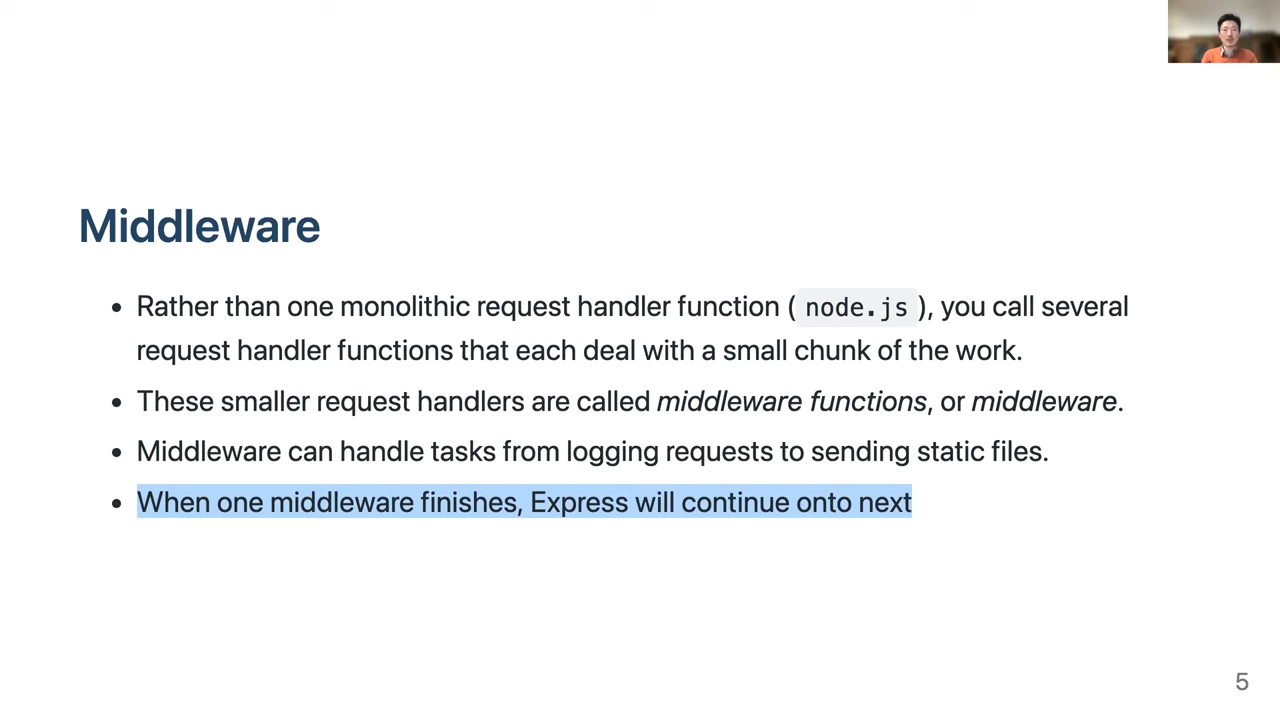 Middleware
• Rather than one monolithic request handler function ( node.js ), you call several
request handler functions that each deal with a small chunk of the work.
• These smaller request handlers are called middleware functions, or middleware.
• Middleware can handle tasks from logging requests to sending static files.
• When one middleware finishes, Express will continue onto next
5